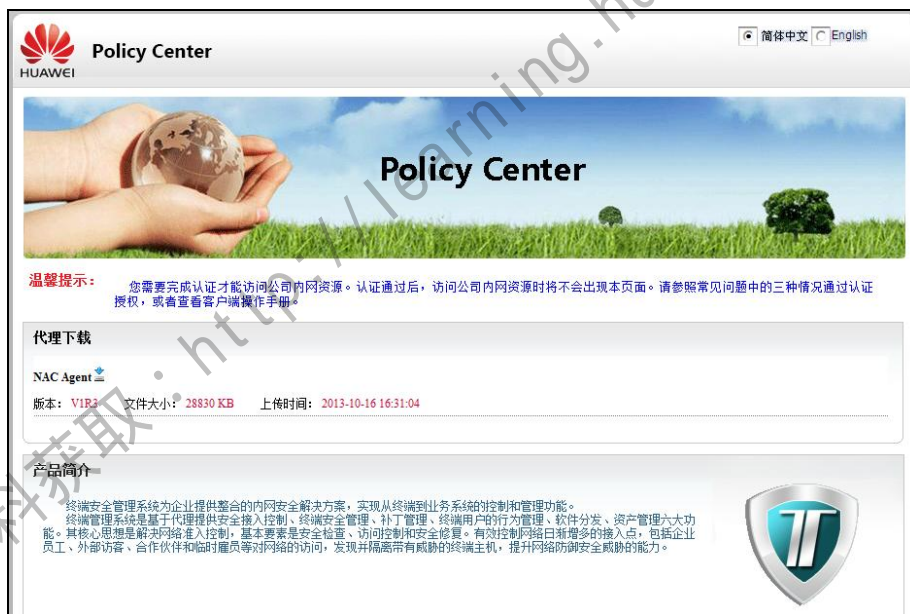 HUAWEI
Policy Center
简体中文 English
Policy Center
温馨提示：
您需要完成认证才能访问公司内网资源。认证通过后，访问公司内网资源时将不会出现本页面。请参照常见问题中的三种情况通过认证
授权，或者查看客户端操作手册。
代理下载
NAC Agent
版本： V1R3 文件大小： 28830 KB 上传时间： 2013-10-16 16:31:04
产品简介
终端安全管理系统为企业提供整合的内网安全解决方案，实现从终端到业务系统的控制和管理功能。
终端管理系统是基于代理提供安全接入控制、终端安全管理、补丁管理、终端用户的行为管理、软件分发、资产管理六大功
能。其核心思想是解决网络准入控制，基本要素是安全检查、访问控制和安全修复。有效控制网络日渐增多的接入点，包括企业
员工、外部访客、合作伙伴和临时雇员等对网络的访问，发现并隔离带有威胁的终端主机，提升网络防御安全威胁的能力。
料获取：http://learning.hu